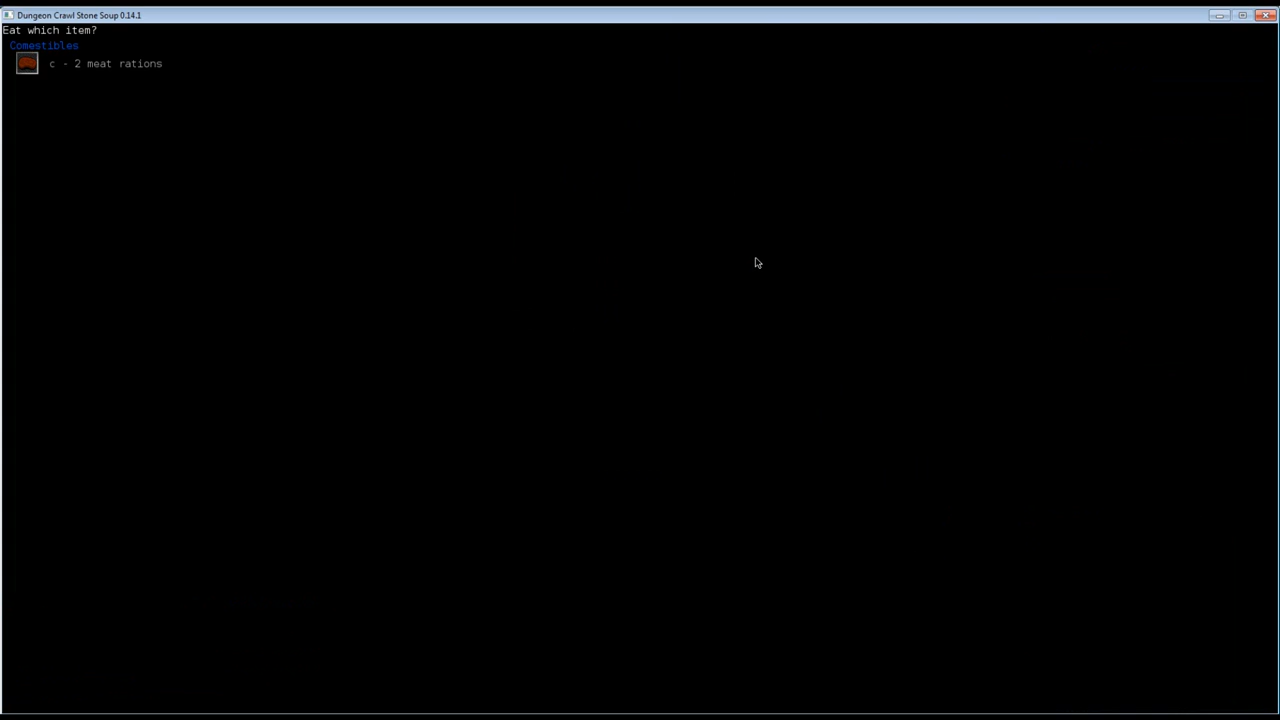 Dungeon Crawl Stone Soup 0.14.1
Eat which item?
Comestibles
c - 2 meat rations